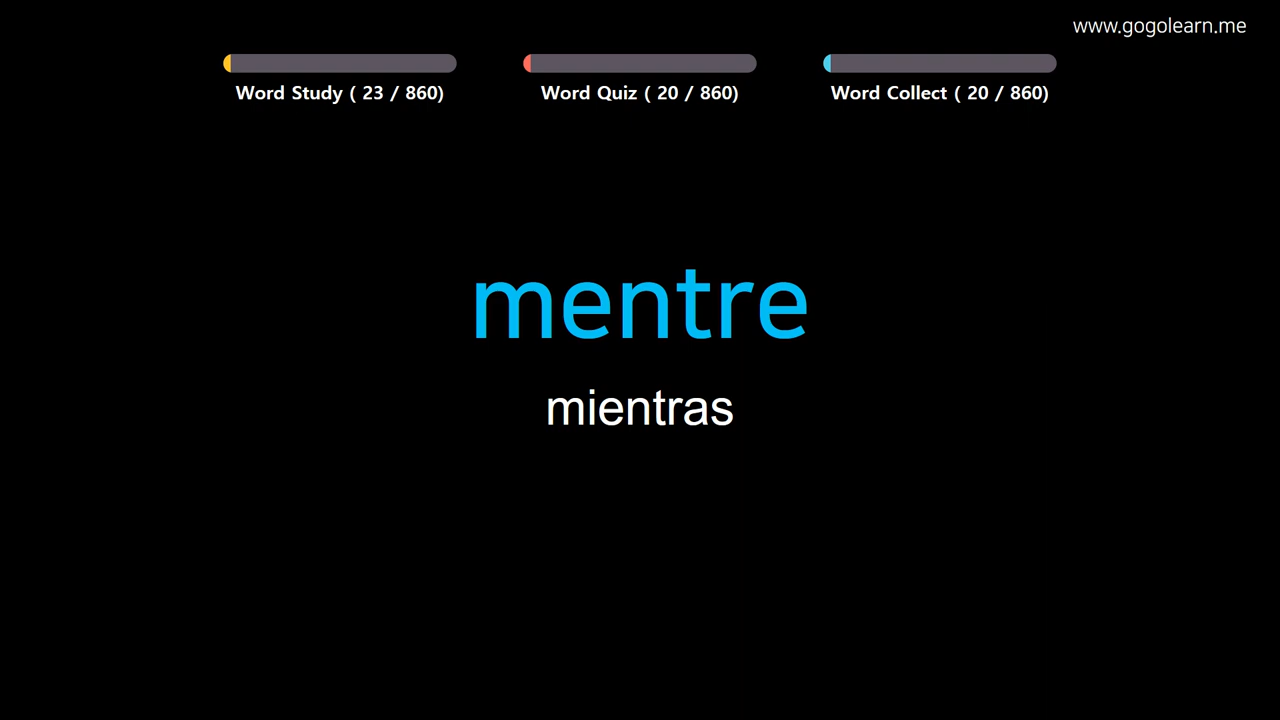 www.gogolearn.me
Word Study ( 23 / 860)
Word Quiz ( 20 / 860)
Word Collect ( 20 / 860)
mentre
mientras